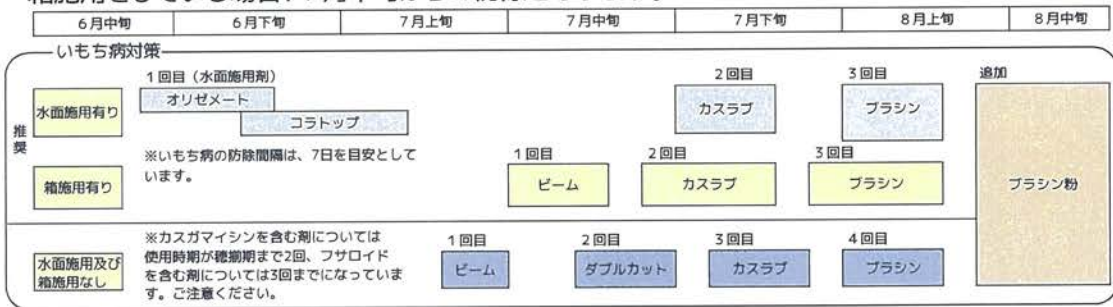 6月中旬 6月下旬 7月上旬 7月中旬 7月下旬 8月上旬 8月中旬
いもち病対策
推奨
水面施用有り
1回目（水面施用剤）
オリゼメート
コラトップ
2回目
カスラブ
3回目
ブラシン
追加
ブラシン粉
※いもち病の防除間隔は、7日を目安として
います。
箱施用有り
1回目
ビーム
2回目
カスラブ
3回目
ブラシン
水面施用及び
箱施用なし
※カスガマイシンを含む剤については
使用時期が穂揃期まで2回、フサロイド
を含む剤については3回までになっていま
す。ご注意ください。
1回目
ビーム
2回目
ダブルカット
3回目
カスラブ
4回目
ブラシン